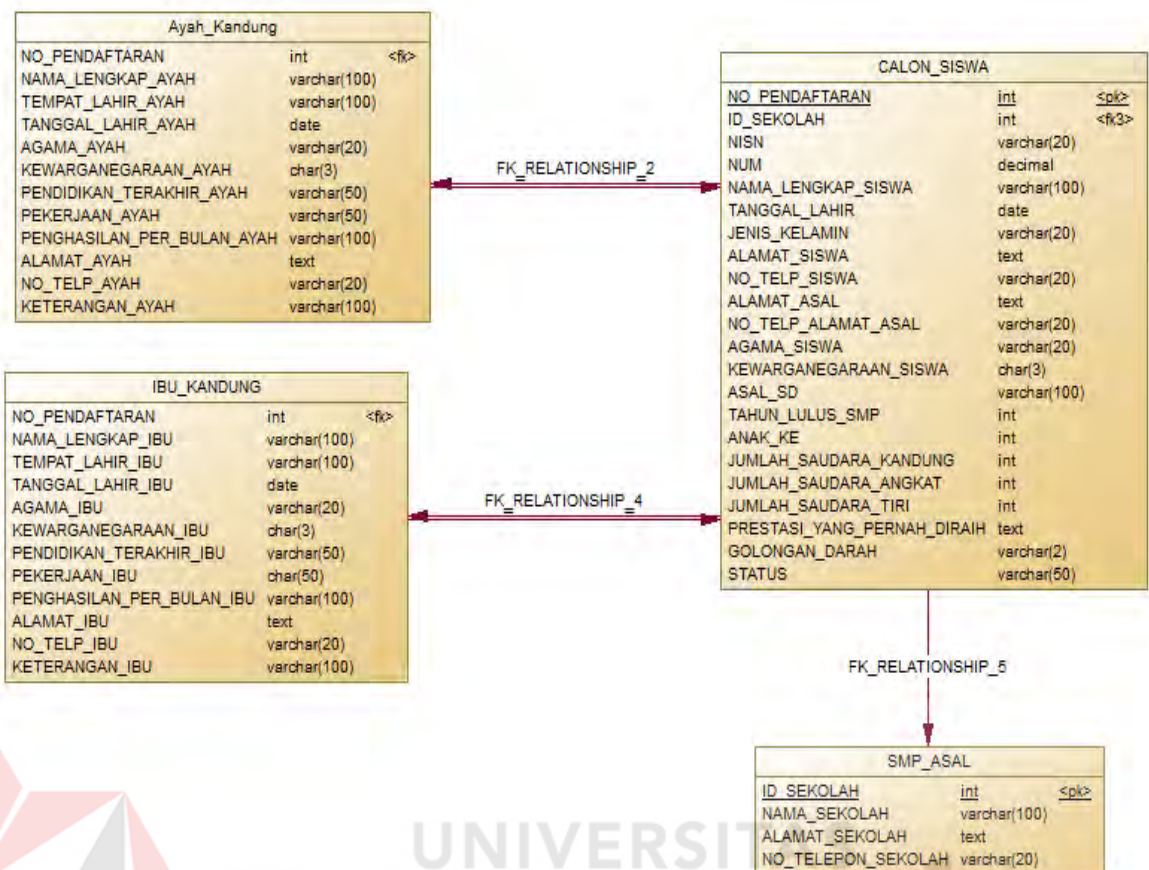 Ayah_Kandung
NO_PENDAFTARAN int <fk>
NAMA_LENGKAP_AYAH varchar(100)
TEMPAT_LAHIR_AYAH varchar(100)
TANGGAL_LAHIR_AYAH date
AGAMA_AYAH varchar(20)
KEWARGANEGARAAN_AYAH char(3)
PENDIDIKAN_TERAKHIR_AYAH varchar(50)
PEKERJAAN_AYAH varchar(50)
PENGHASILAN_PER_BULAN_AYAH varchar(100)
ALAMAT_AYAH text
NO_TELP_AYAH varchar(20)
KETERANGAN_AYAH varchar(100)
FK_RELATIONSHIP_2
CALON_SISWA
NO_PENDAFTARAN int <pk>
ID_SEKOLAH int <fk3>
NISN varchar(20)
NUM decimal
NAMA_LENGKAP_SISWA varchar(100)
TANGGAL_LAHIR date
JENIS_KELAMIN varchar(20)
ALAMAT_SISWA text
NO_TELP_SISWA varchar(20)
ALAMAT_ASAL text
NO_TELP_ALAMAT_ASAL varchar(20)
AGAMA_SISWA varchar(20)
KEWARGANEGARAAN_SISWA char(3)
ASAL_SD varchar(100)
TAHUN_LULUS_SMP int
ANAK_KE int
JUMLAH_SAUDARA_KANDUNG int
JUMLAH_SAUDARA_ANGKAT int
JUMLAH_SAUDARA_TIRI int
PRESTASI_YANG_PERNAH_DIRAIH text
GOLONGAN_DARAH varchar(2)
STATUS varchar(50)
IBU_KANDUNG
NO_PENDAFTARAN int <fk>
NAMA_LENGKAP_IBU varchar(100)
TEMPAT_LAHIR_IBU varchar(100)
TANGGAL_LAHIR_IBU date
AGAMA_IBU varchar(20)
KEWARGANEGARAAN_IBU char(3)
PENDIDIKAN_TERAKHIR_IBU varchar(50)
PEKERJAAN_IBU char(50)
PENGHASILAN_PER_BULAN_IBU varchar(100)
ALAMAT_IBU text
NO_TELP_IBU varchar(20)
KETERANGAN_IBU varchar(100)
FK_RELATIONSHIP_4
FK_RELATIONSHIP_5
SMP_ASAL
ID_SEKOLAH int <pk>
NAMA_SEKOLAH varchar(100)
ALAMAT_SEKOLAH text
NO_TELEPON_SEKOLAH varchar(20)